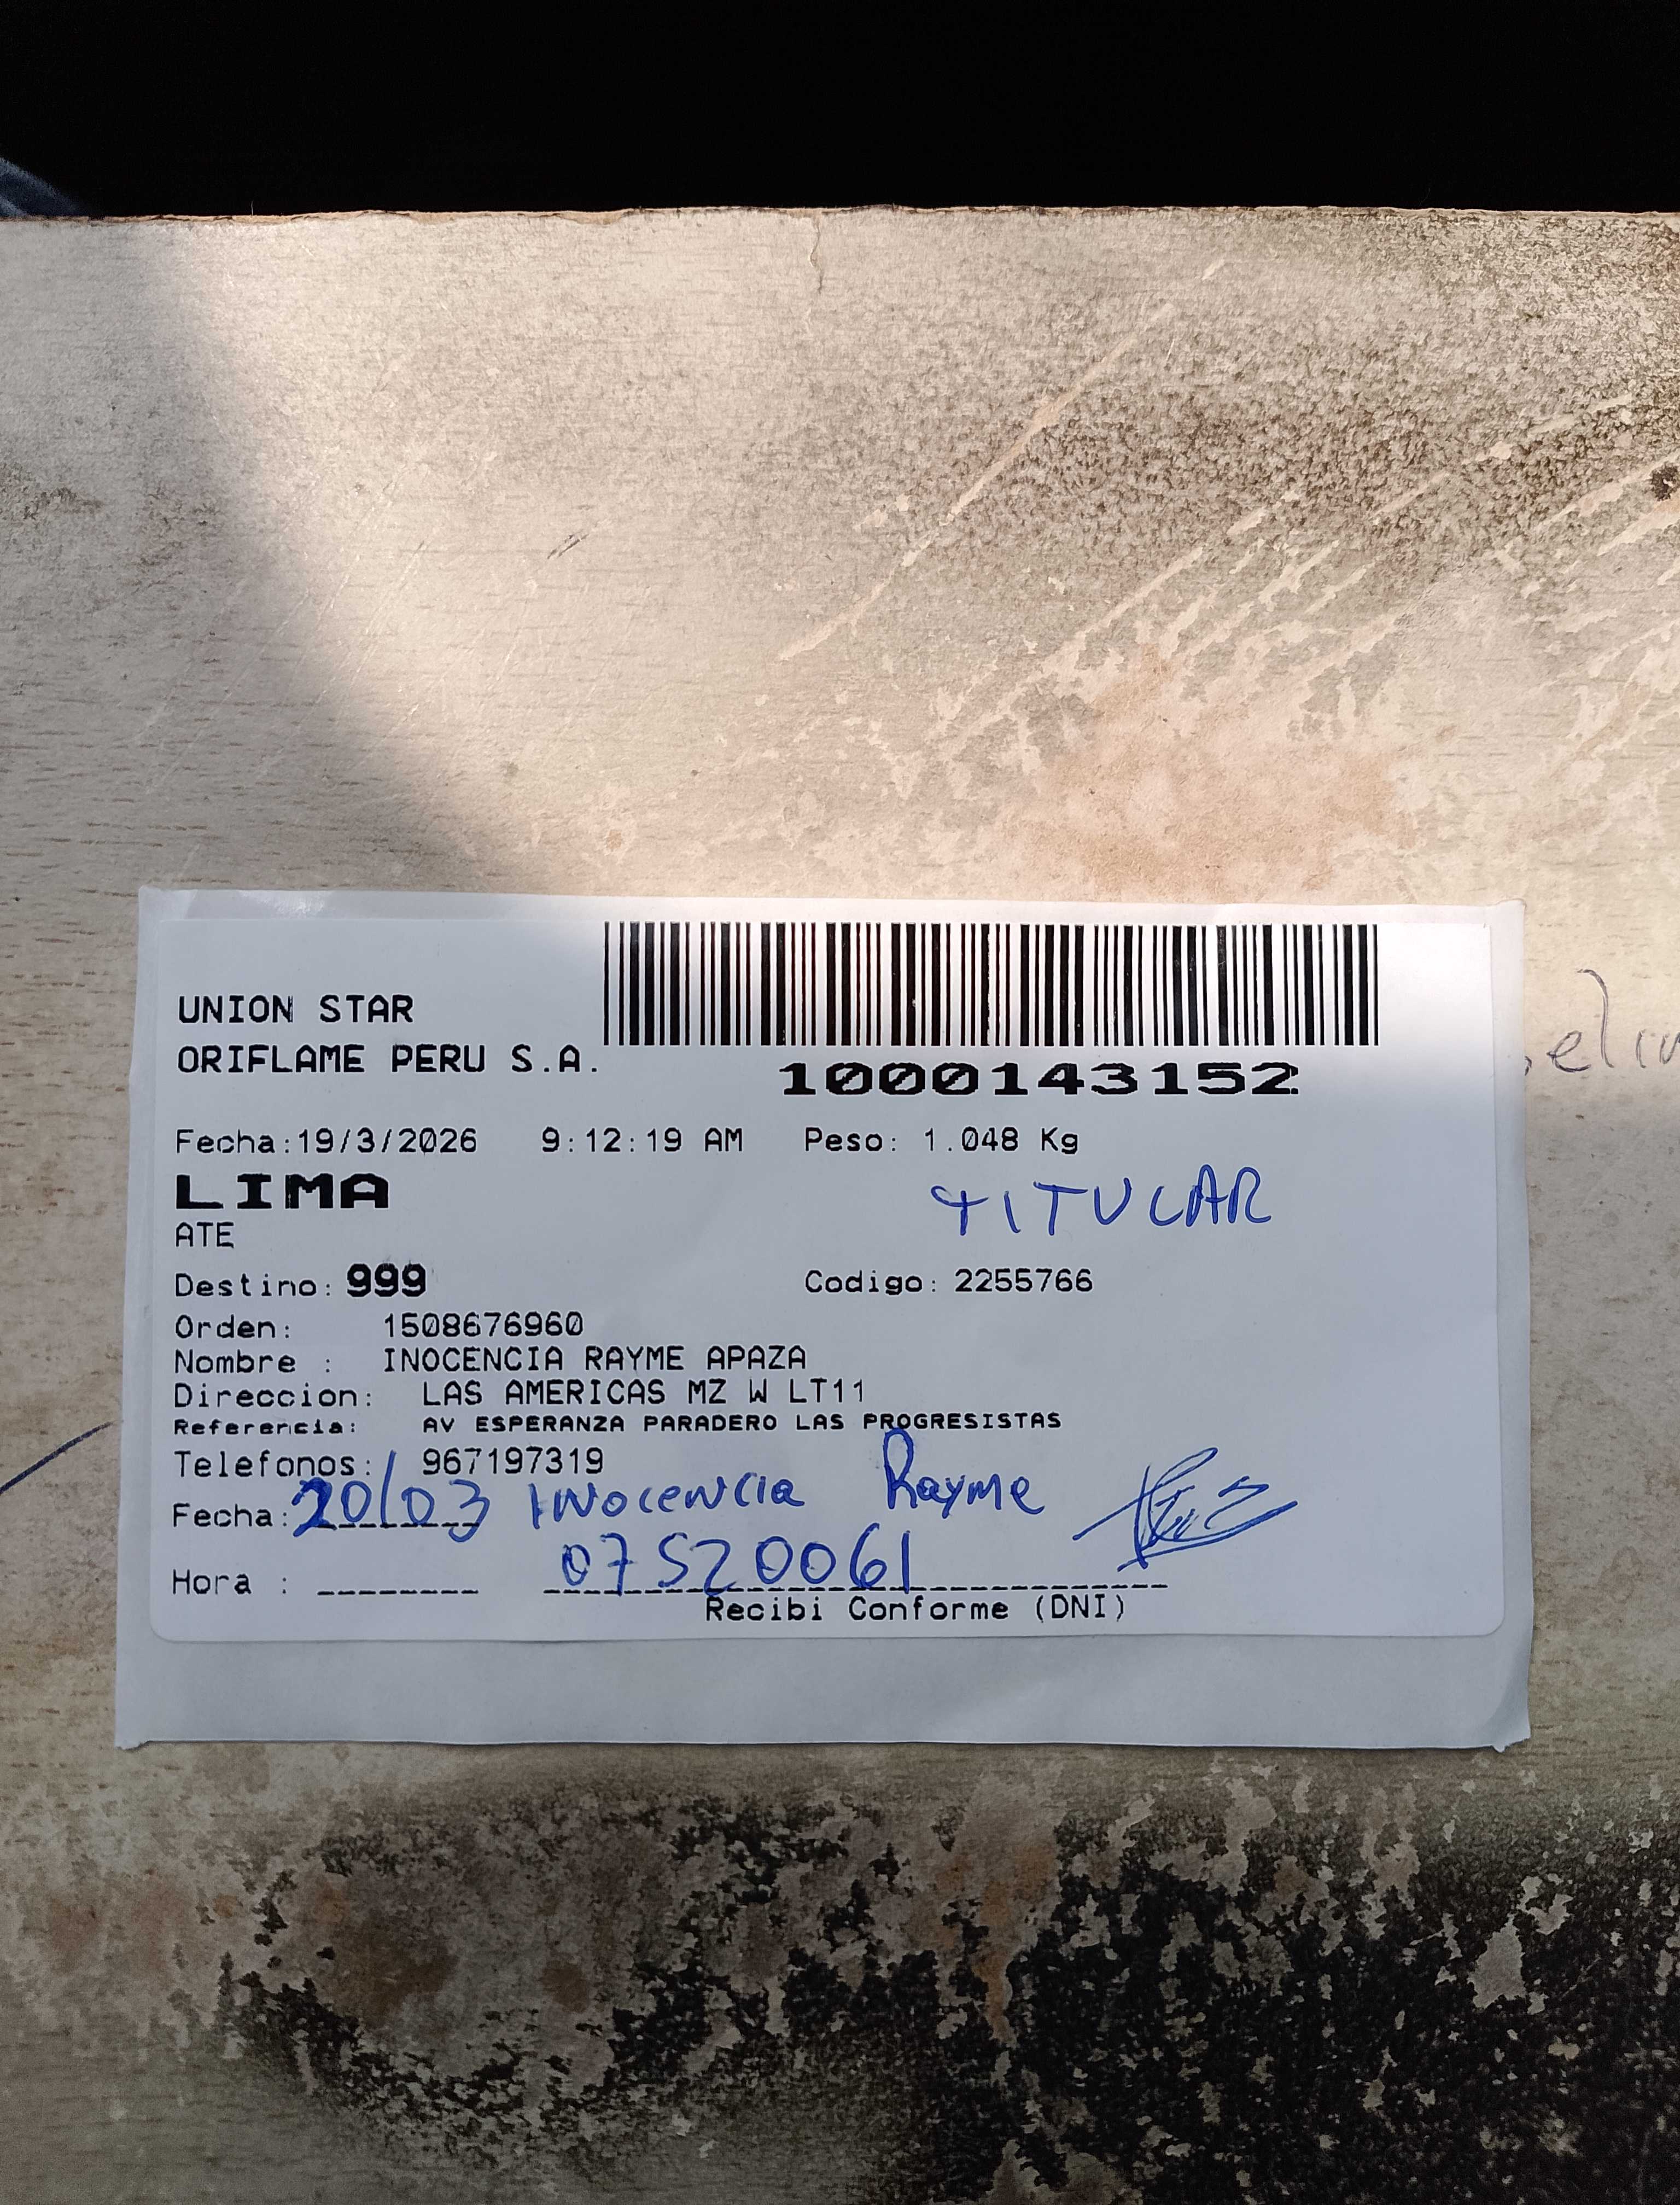 UNION STAR
ORIFLAME PERU S.A.
1000143152
Fecha:19/3/2026 9:12:19 AM Peso: 1.048 Kg
LIMA
TITULAR
ATE
Destino: 999 Codigo: 2255766
Orden: 1508676960
Nombre : INOCENCIA RAYME APAZA
Direccion: LAS AMERICAS MZ W LT11
Referencia: AV ESPERANZA PARADERO LAS PROGRESISTAS
Telefonos: 967197319
Fecha: 20/03 Inocencia Rayme
Hora : 07520061
Recibi Conforme (DNI)